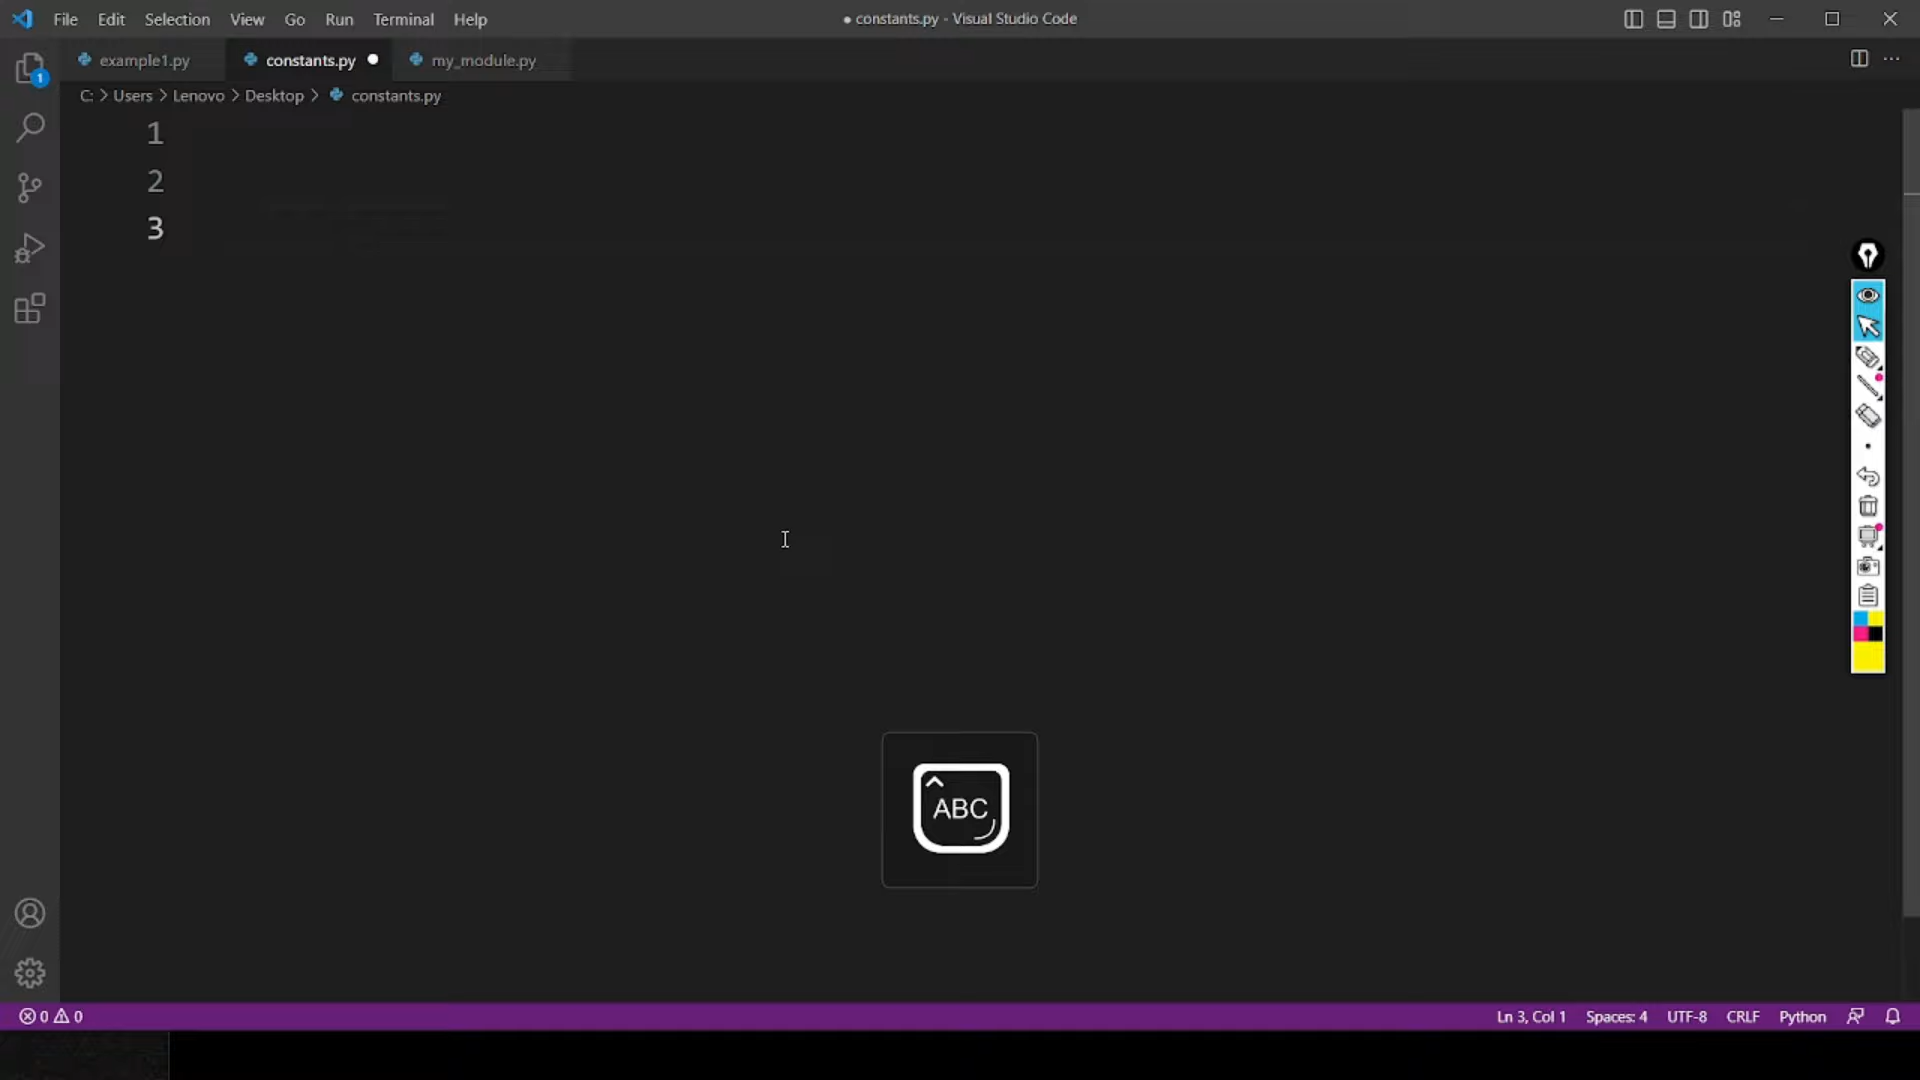 File Edit Selection View Go Run Terminal Help
● constants.py - Visual Studio Code
example1.py
constants.py
my_module.py
1
C: > Users > Lenovo > Desktop > constants.py
1
2
3
ABC
0 0
Ln 3, Col 1 Spaces: 4 UTF-8 CRLF Python